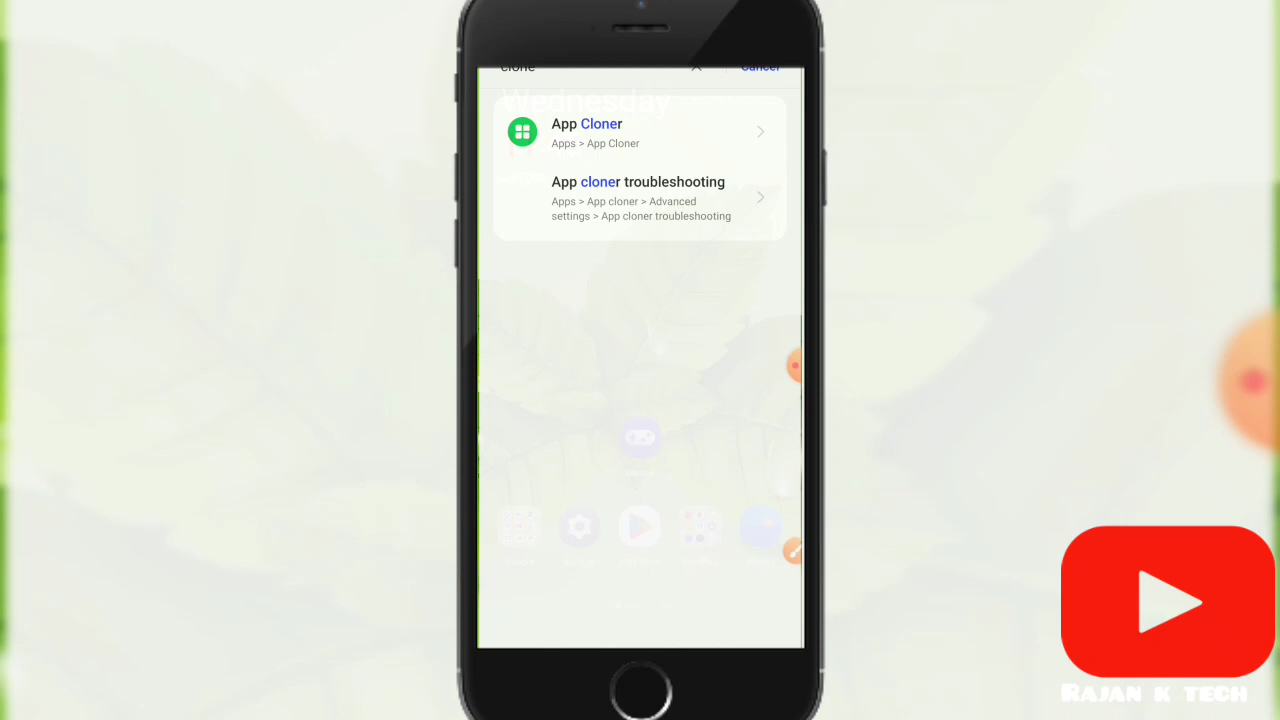 clone
Cancel
Wednesday
App Cloner
Apps > App Cloner
App cloner troubleshooting
Apps > App cloner > Advanced
settings > App cloner troubleshooting
RAJAN K TECH